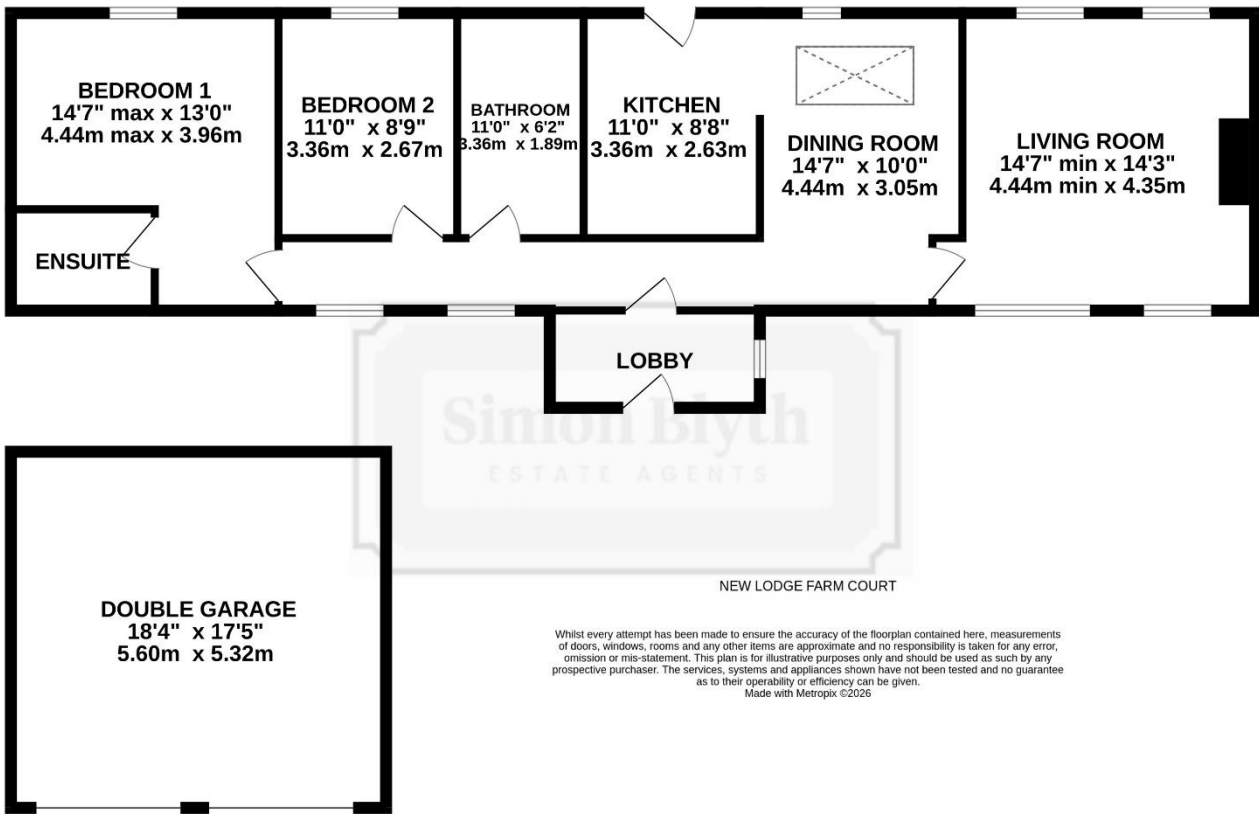 BEDROOM 1
14'7" max x 13'0"
4.44m max x 3.96m
BEDROOM 2
11'0" x 8'9"
3.36m x 2.67m
BATHROOM
11'0" x 6'2"
3.36m x 1.89m
KITCHEN
11'0" x 8'8"
3.36m x 2.63m
DINING ROOM
14'7" x 10'0"
4.44m x 3.05m
LIVING ROOM
14'7" min x 14'3"
4.44m min x 4.35m
ENSUITE
LOBBY
Simon Blyth
ESTATE AGENTS
DOUBLE GARAGE
18'4" x 17'5"
5.60m x 5.32m
NEW LODGE FARM COURT
Whilst every attempt has been made to ensure the accuracy of the floorplan contained here, measurements
of doors, windows, rooms and any other items are approximate and no responsibility is taken for any error,
omission or mis-statement. This plan is for illustrative purposes only and should be used as such by any
prospective purchaser. The services, systems and appliances shown have not been tested and no guarantee
as to their operability or efficiency can be given.
Made with Metropix ©2026